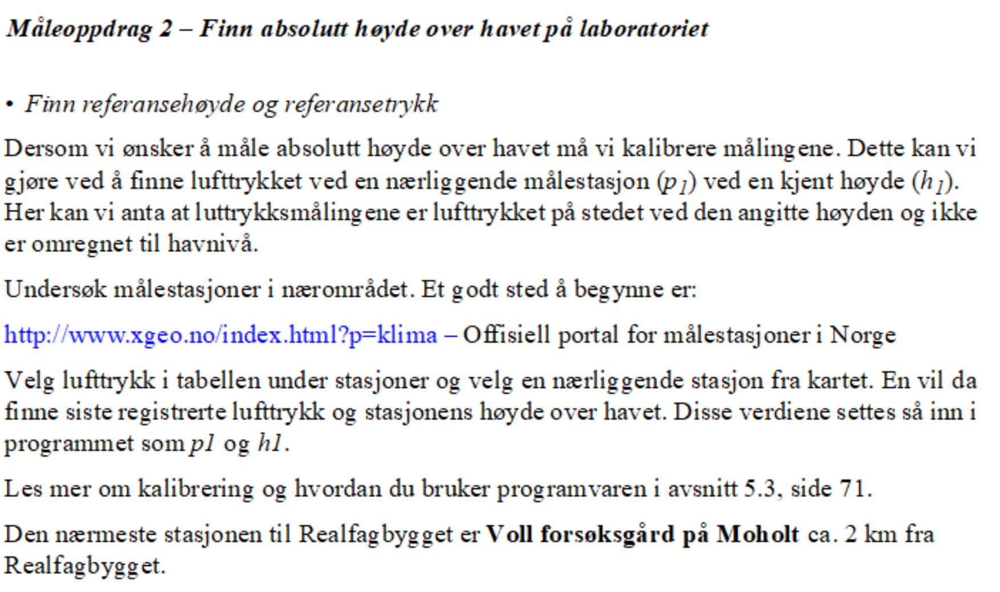 Måleoppdrag 2 – Finn absolutt høyde over havet på laboratoriet
• Finn referansehøyde og referansetrykk
Dersom vi ønsker å måle absolutt høyde over havet må vi kalibrere målingene. Dette kan vi
gjøre ved å finne lufttrykket ved en nærliggende målestasjon (p1) ved en kjent høyde (h1).
Her kan vi anta at luttrykksmålingene er lufttrykket på stedet ved den angitte høyden og ikke
er omregnet til havnivå.
Undersøk målestasjoner i nærområdet. Et godt sted å begynne er:
http://www.xgeo.no/index.html?p=klima – Offisiell portal for målestasjoner i Norge
Velg lufttrykk i tabellen under stasjoner og velg en nærliggende stasjon fra kartet. En vil da
finne siste registrerte lufttrykk og stasjonens høyde over havet. Disse verdiene settes så inn i
programmet som p1 og h1.
Les mer om kalibrering og hvordan du bruker programvaren i avsnitt 5.3, side 71.
Den nærmeste stasjonen til Realfagbygget er Voll forsøksgård på Moholt ca. 2 km fra
Realfagbygget.